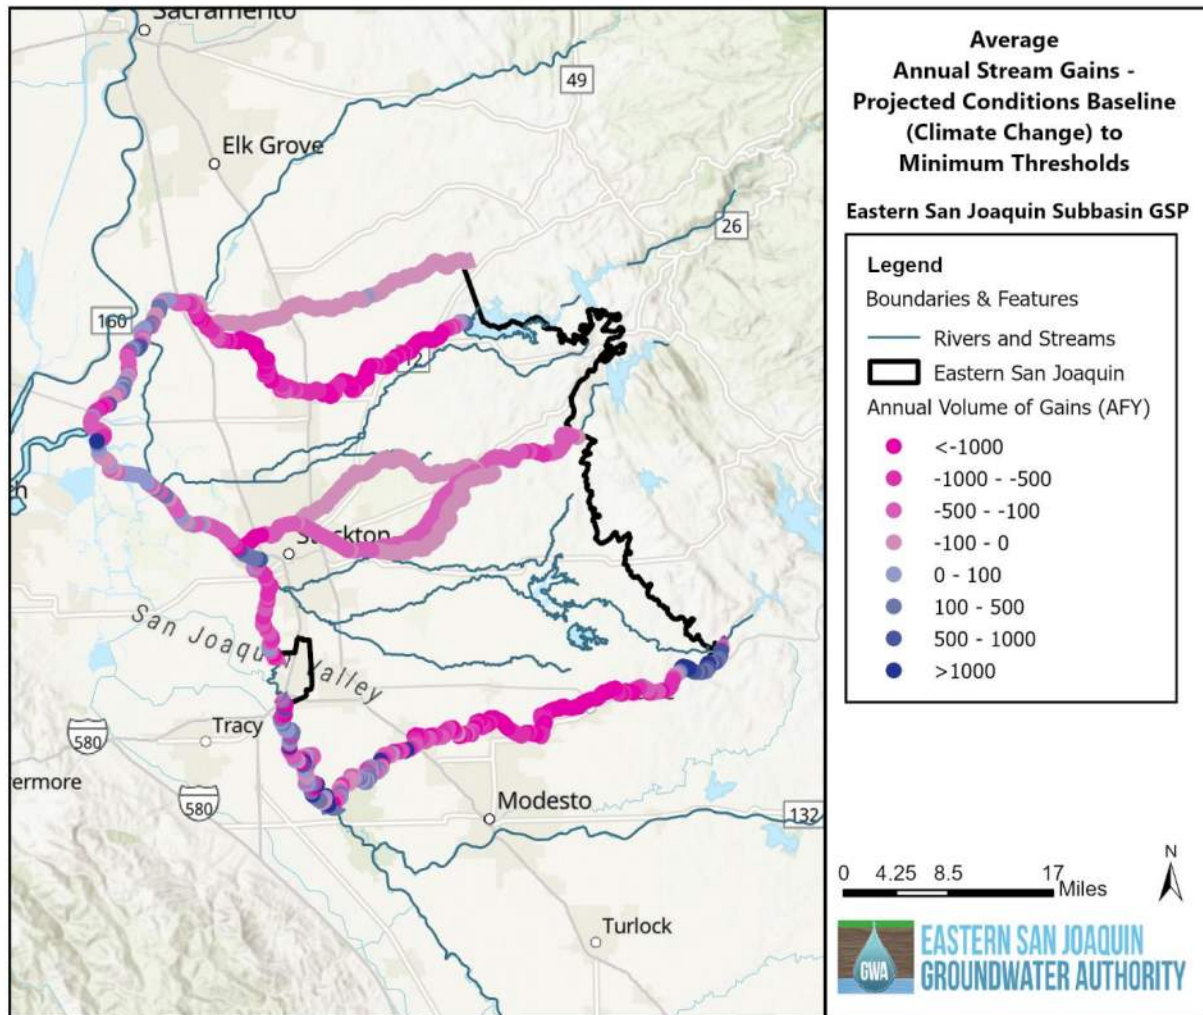 Sacramento
49
Elk Grove
26
160
12
Stockton
San Joaquin Valley
Tracy
580
ermore
580
Modesto
132
Turlock
Average
Annual Stream Gains -
Projected Conditions Baseline
(Climate Change) to
Minimum Thresholds
Eastern San Joaquin Subbasin GSP
Legend
Boundaries & Features
Rivers and Streams
Eastern San Joaquin
Annual Volume of Gains (AFY)
<-1000
-1000 - -500
-500 - -100
-100 - 0
0 - 100
100 - 500
500 - 1000
>1000
N
0 4.25 8.5 17
Miles
GWA
EASTERN SAN JOAQUIN
GROUNDWATER AUTHORITY